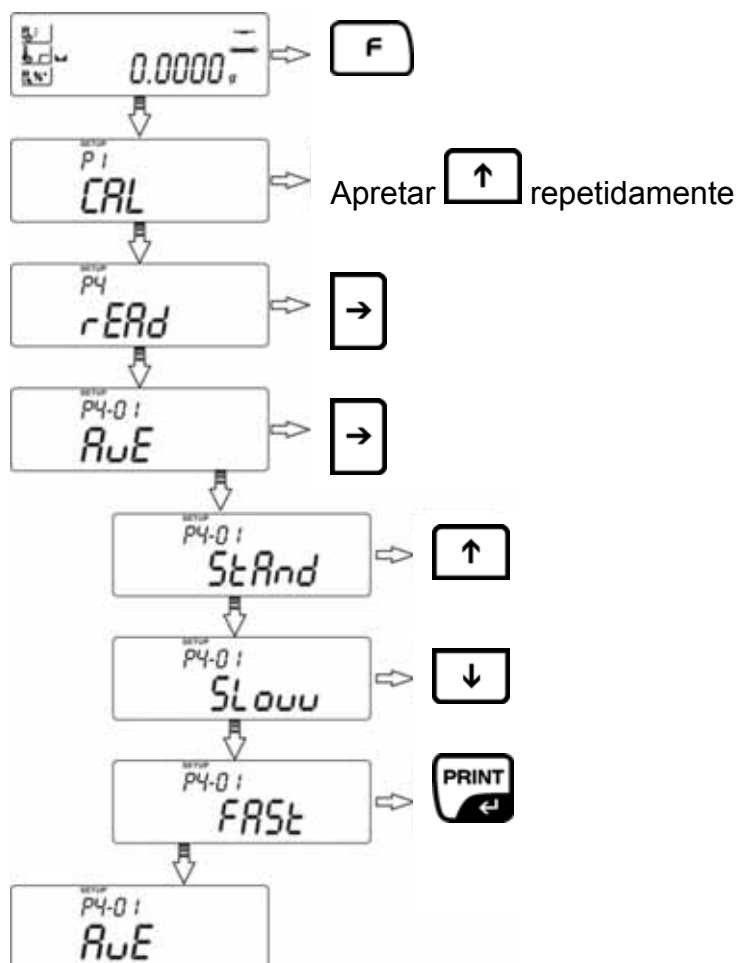 0.0000 g
F
SETUP
P1
CAL
Apretar ↑ repetidamente
SETUP
P4
rEAd
→
SETUP
P4-01
AvE
→
SETUP
P4-01
StAnd
↑
SETUP
P4-01
SLovv
↓
SETUP
P4-01
FASt
PRINT
SETUP
P4-01
AvE